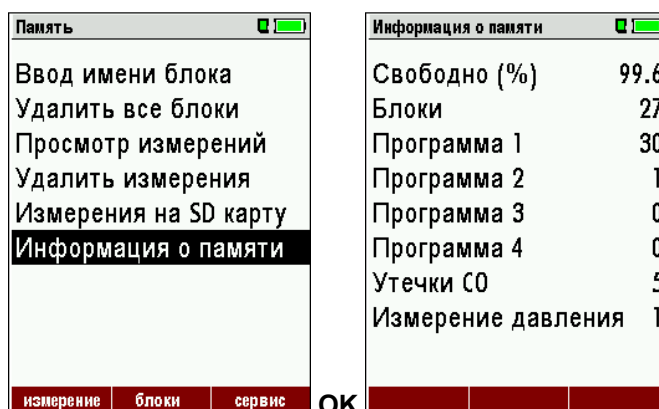 Память
Ввод имени блока
Удалить все блоки
Просмотр измерений
Удалить измерения
Измерения на SD карту
Информация о памяти
измерение блоки сервис
OK
Информация о памяти
Свободно (%) 99.6
Блоки 27
Программа 1 30
Программа 2 1
Программа 3 0
Программа 4 0
Утечки CO 5
Измерение давления 1